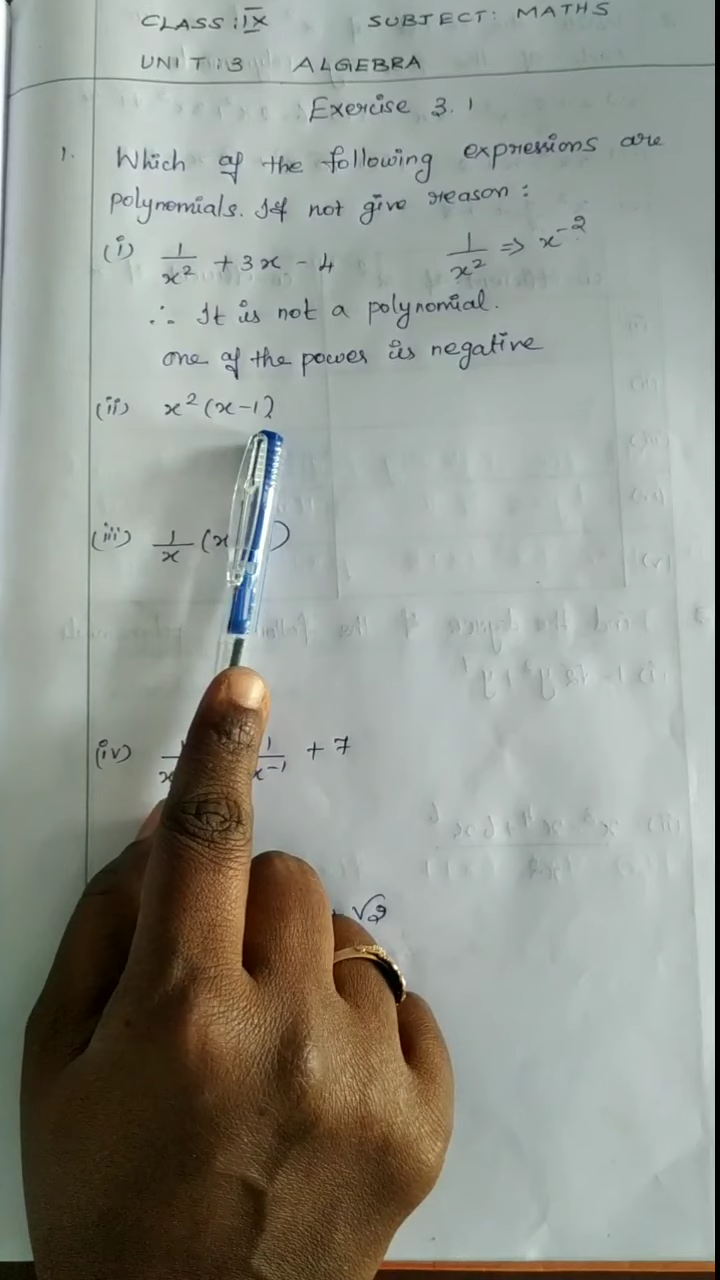 CLASS : IX SUBJECT: MATHS
UNIT : 3 ALGEBRA
Exercise 3.1
1. Which of the following expressions are
polynomials. If not give reason :
(i) 1/x² + 3x - 4 1/x² => x⁻²
∴ It is not a polynomial.
one of the power is negative
(ii) x² (x-1)
(iii) 1/x (x )
(iv) 1/x⁻¹ + 7
√2